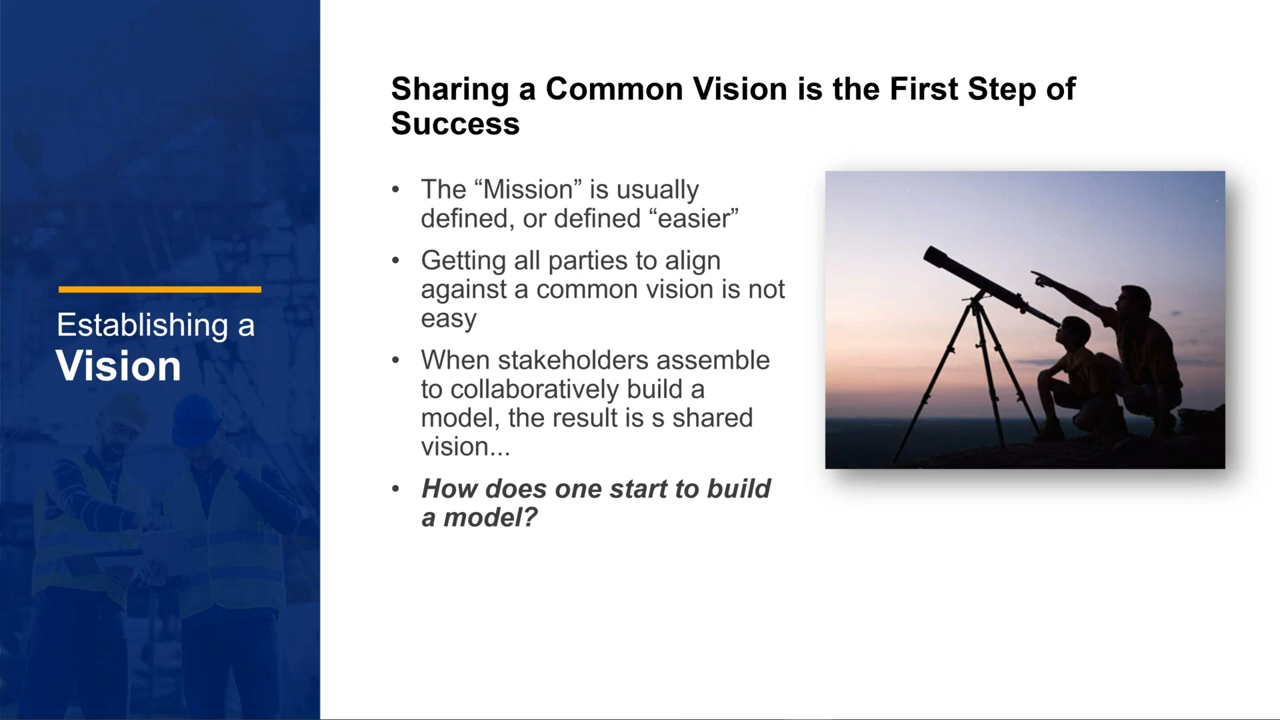 Establishing a
Vision
Sharing a Common Vision is the First Step of
Success
• The “Mission” is usually
defined, or defined “easier”
• Getting all parties to align
against a common vision is not
easy
• When stakeholders assemble
to collaboratively build a
model, the result is s shared
vision...
• How does one start to build
a model?